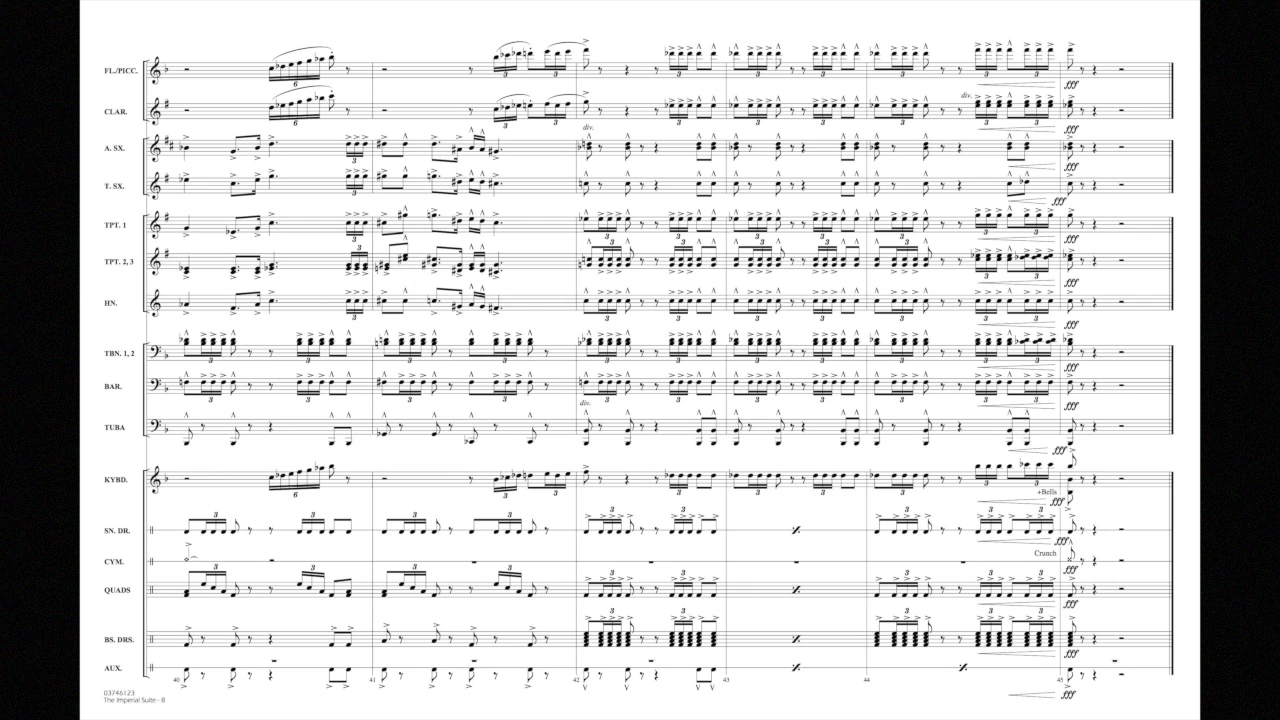 FL./PICC.
CLAR.
div.
A. SX.
div.
T. SX.
TPT. 1
TPT. 2, 3
HN.
TBN. 1, 2
BAR.
div.
TUBA
KYBD.
+Bells
SN. DR.
CYM.
Crunch
QUADS
BS. DRS.
AUX.
40
41
42
43
44
45
03746123
The Imperial Suite - 8